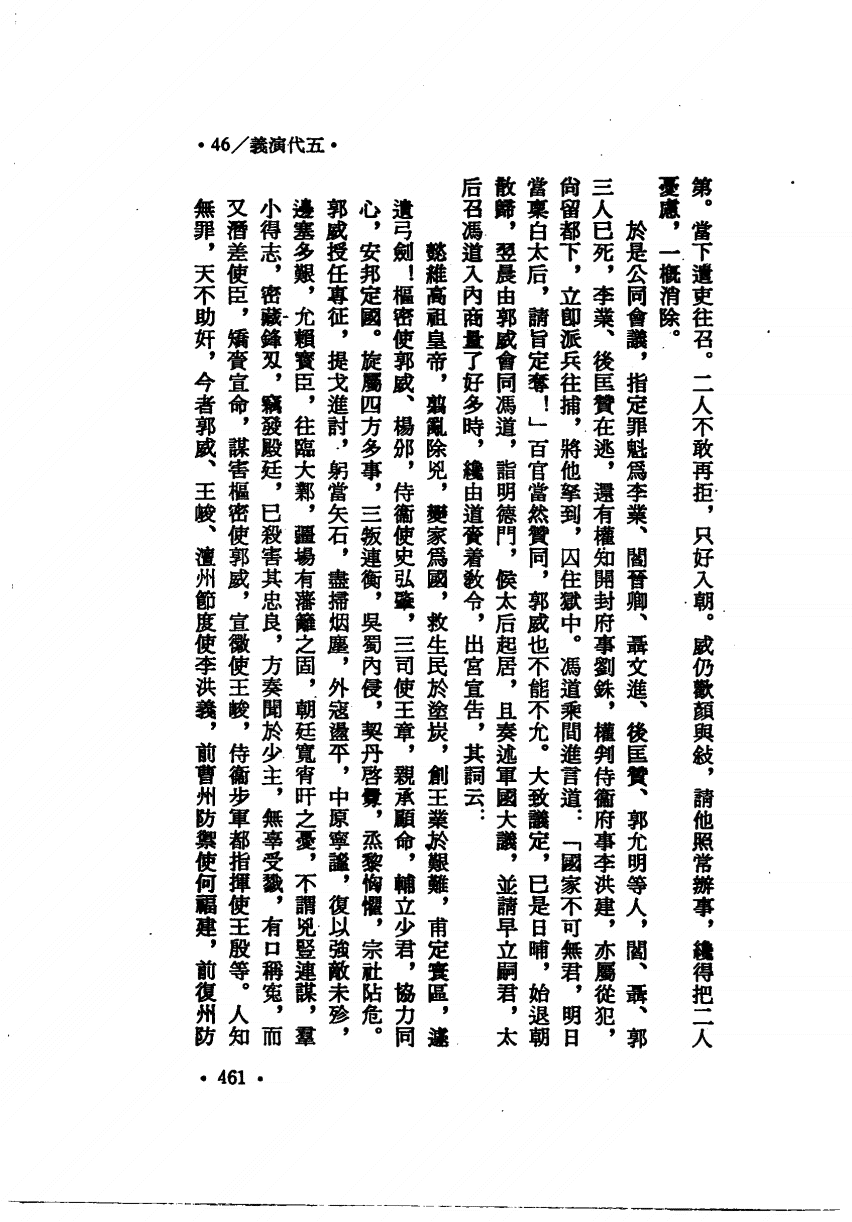 ·46／義演代五·
第。當下遣吏往召。二人不敢再拒，只好入朝。威仍歡顏與敍，請他照常辦事，纔得把二人
憂慮，一概消除。
於是公同會議，指定罪魁爲李業、閻晉卿、聶文進、後匡贊、郭允明等人，閻、聶、郭
三人已死，李業、後匡贊在逃，還有權知開封府事劉銖，權判侍衞府事李洪建，亦屬從犯，
尙留都下，立卽派兵往捕，將他拏到，囚住獄中。馮道乘間進言道：「國家不可無君，明日
當稟白太后，請旨定奪！」百官當然贊同，郭威也不能不允。大致議定，已是日晡，始退朝
散歸，翌晨由郭威會同馮道，詣明德門，候太后起居，且奏述軍國大議，並請早立嗣君，太
后召馮道入內商量了好多時，纔由道齎着敎令，出宮宣告，其詞云：
懿維高祖皇帝，翦亂除兇，變家爲國，救生民於塗炭，創王業於艱難，甫定寰區，遽
遺弓劍！樞密使郭威、楊邠，侍衞使史弘肇，三司使王章，親承顧命，輔立少君，協力同
心，安邦定國。旋屬四方多事，三叛連衡，吳蜀內侵，契丹啓釁，烝黎恟懼，宗社阽危。
郭威授任專征，提戈進討，躬當矢石，盡掃烟塵，外寇盪平，中原寧謐，復以強敵未殄，
邊塞多艱，允賴寶臣，往臨大鄴，疆埸有藩籬之固，朝廷寬宵旰之憂，不謂兇豎連謀，羣
小得志，密藏鋒刃，竊發殿廷，已殺害其忠良，方奏聞於少主，無辜受戮，有口稱寃，而
又潛差使臣，矯齎宣命，謀害樞密使郭威，宣徽使王峻，侍衞步軍都指揮使王殷等。人知
無罪，天不助奸，今者郭威、王峻、澶州節度使李洪義，前曹州防禦使何福建，前復州防
·461·